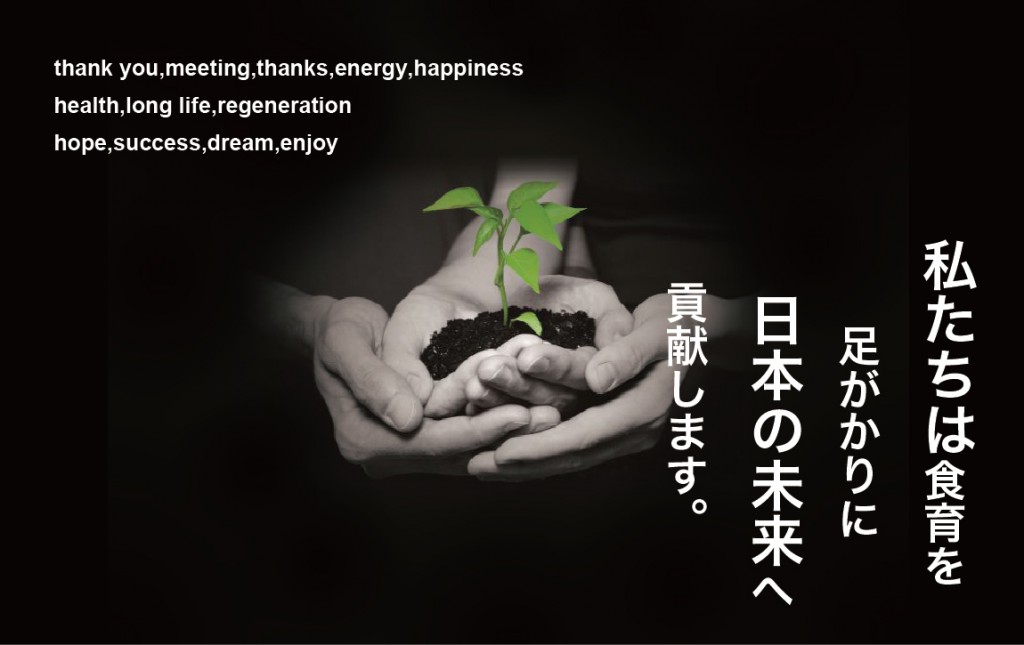 thank you,meeting,thanks,energy,happiness
health,long life,regeneration
hope,success,dream,enjoy
私たちは食育を
足がかりに
日本の未来へ
貢献します。